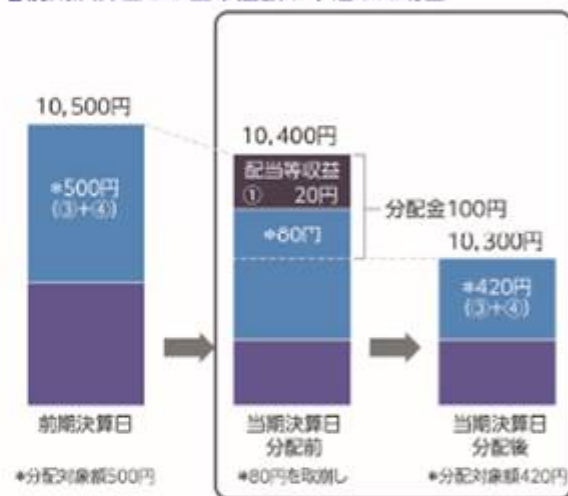 10,500円
*500円
(③+④)
前期決算日
*分配対象額500円
10,400円
配当等収益
① 20円
*80円
分配金100円
当期決算日
分配前
*80円を取崩し
10,300円
*420円
(③+④)
当期決算日
分配後
*分配対象額420円